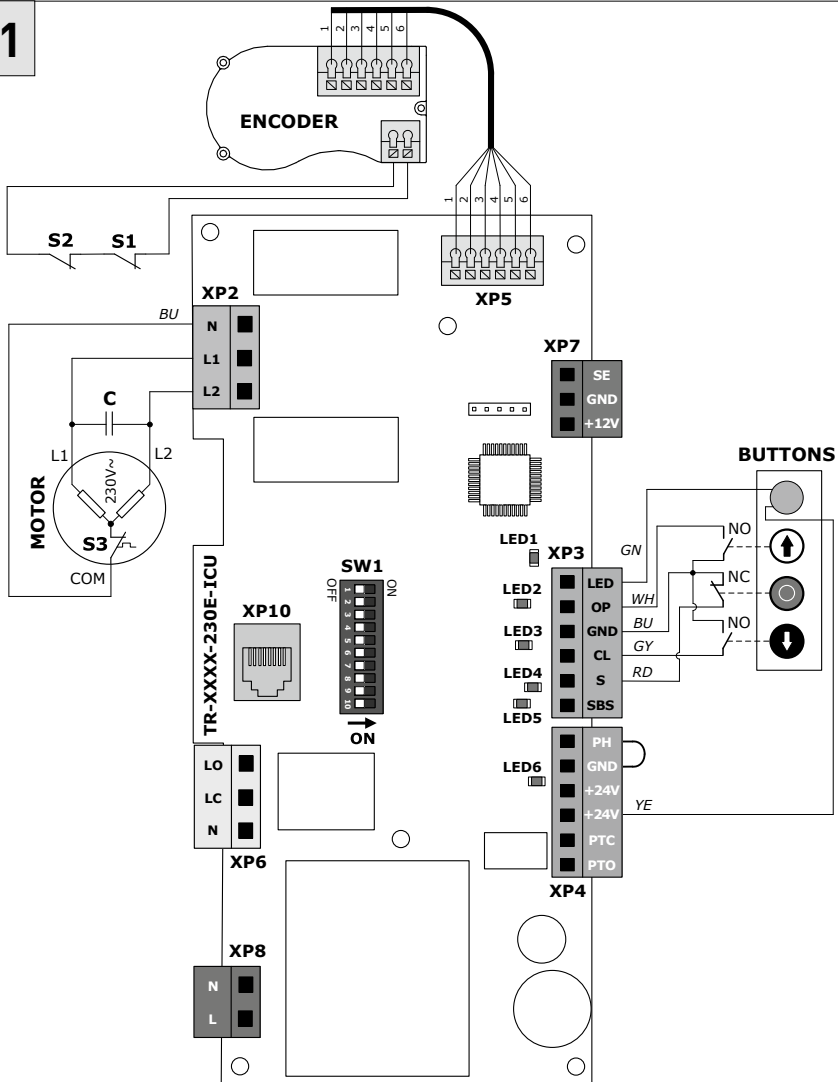 1
1 2 3 4 5 6
ENCODER
1 2 3 4 5 6
S2 S1
XP5
XP2
BU
N
L1
L2
XP7
SE
GND
+12V
C
L1 L2
230V~
MOTOR
S3
COM
BUTTONS
NO
NC
NO
LED1
LED2
LED3
LED4
LED5
LED6
XP3
LED
OP
GND
CL
S
SBS
GN
WH
BU
GY
RD
SW1
OFF
ON
1 2 3 4 5 6 7 8 9 10
ON
XP10
TR-XXXX-230E-ICU
PH
GND
+24V
+24V
PTC
PTO
YE
XP4
LO
LC
N
XP6
XP8
N
L